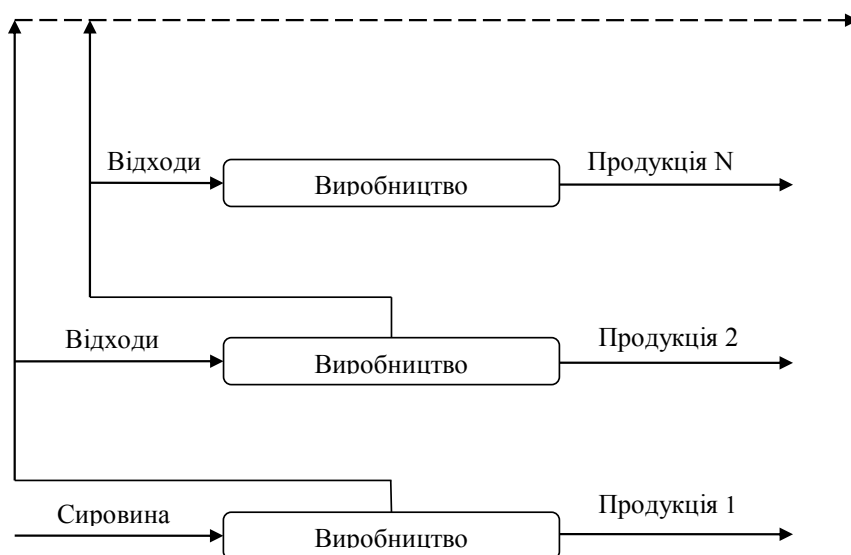 Відходи
Виробництво
Продукція N
Відходи
Виробництво
Продукція 2
Сировина
Виробництво
Продукція 1